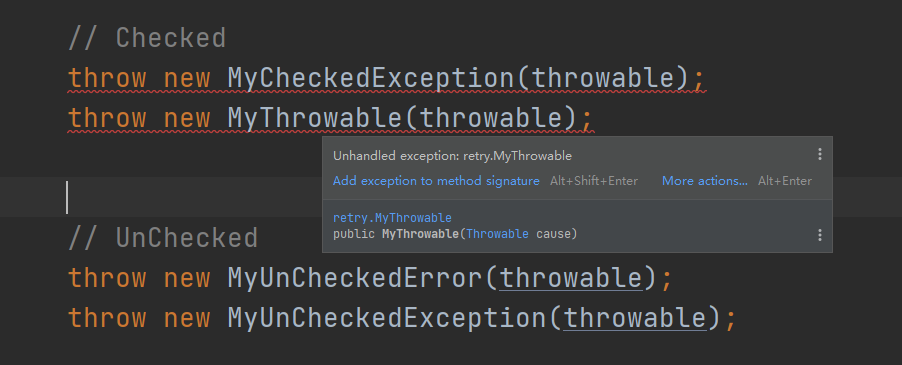 // Checked
throw new MyCheckedException(throwable);
throw new MyThrowable(throwable);
Unhandled exception: retry.MyThrowable
Add exception to method signature Alt+Shift+Enter More actions... Alt+Enter
retry.MyThrowable
public MyThrowable(Throwable cause)
// UnChecked
throw new MyUnCheckedError(throwable);
throw new MyUnCheckedException(throwable);